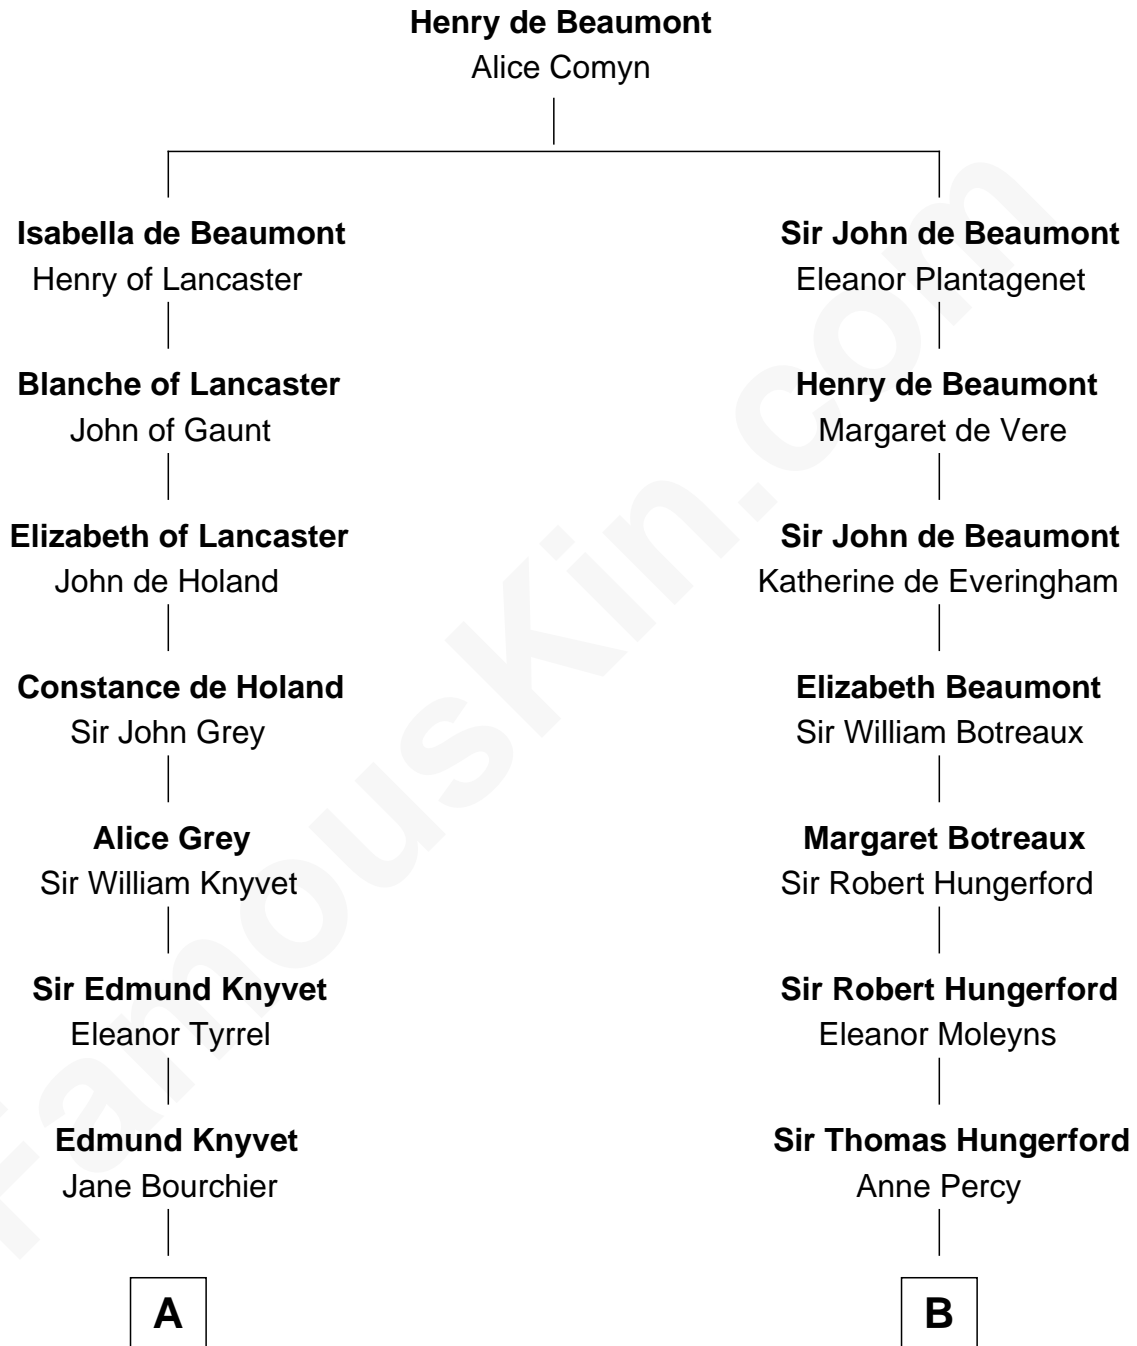 Henry de Beaumont
Alice Comyn
Isabella de Beaumont
Henry of Lancaster
Sir John de Beaumont
Eleanor Plantagenet
Blanche of Lancaster
John of Gaunt
Henry de Beaumont
Margaret de Vere
Elizabeth of Lancaster
John de Holand
Sir John de Beaumont
Katherine de Everingham
Constance de Holand
Sir John Grey
Elizabeth Beaumont
Sir William Botreaux
Alice Grey
Sir William Knyvet
Margaret Botreaux
Sir Robert Hungerford
Sir Edmund Knyvet
Eleanor Tyrrel
Sir Robert Hungerford
Eleanor Moleyns
Edmund Knyvet
Jane Bourchier
Sir Thomas Hungerford
Anne Percy
A
B
FamousKin.com